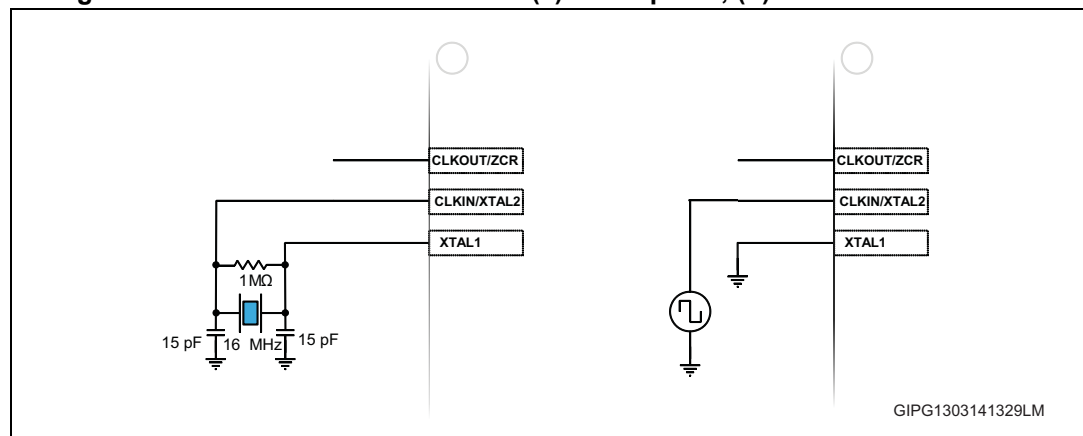 CLKOUT/ZCR
CLKIN/XTAL2
XTAL1
1MΩ
15 pF
16 MHz
15 pF
CLKOUT/ZCR
CLKIN/XTAL2
XTAL1
GIPG1303141329LM